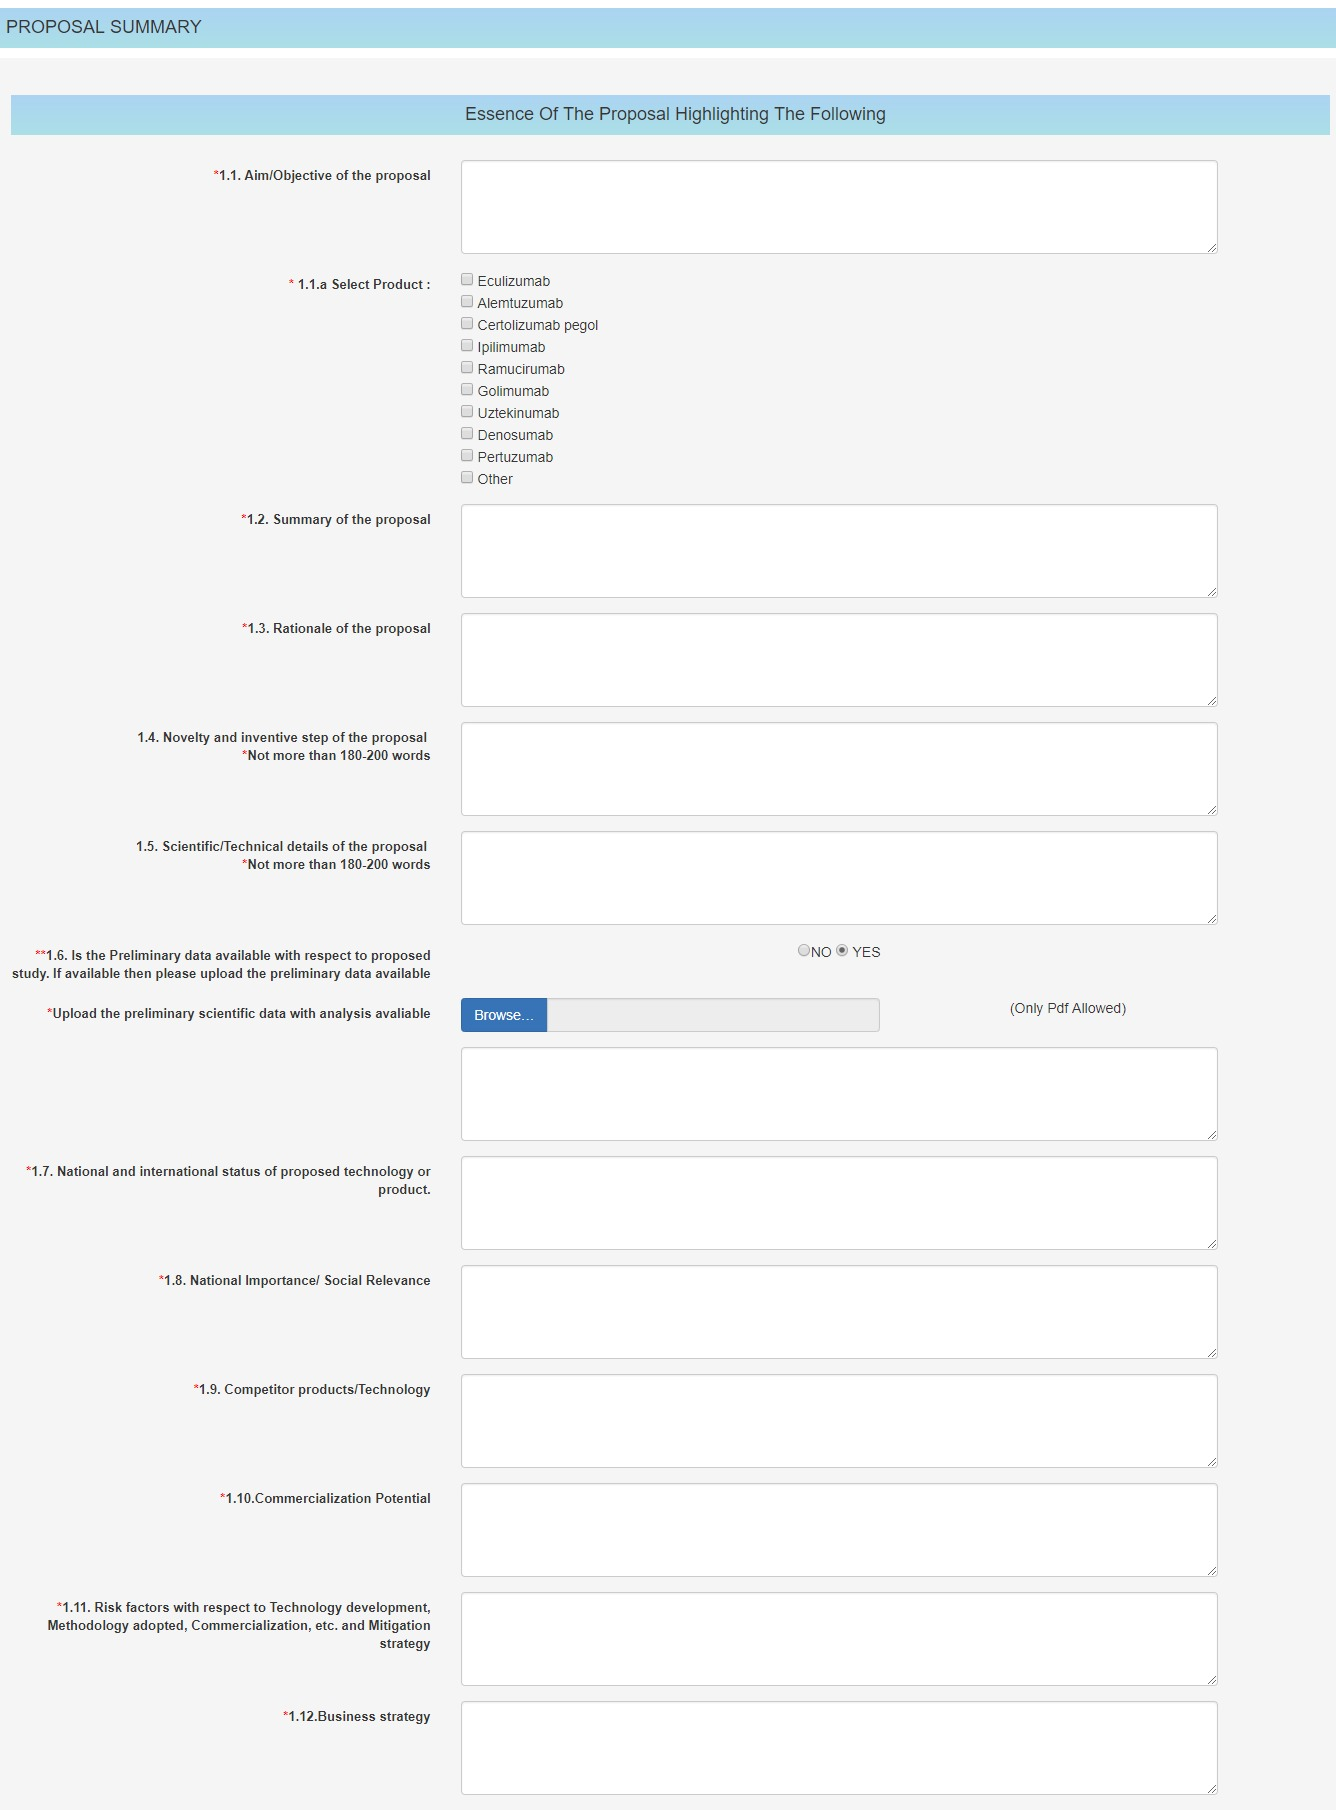 PROPOSAL SUMMARY
Essence Of The Proposal Highlighting The Following
*1.1. Aim/Objective of the proposal
* 1.1.a Select Product :
Eculizumab
Alemtuzumab
Certolizumab pegol
Ipilimumab
Ramucirumab
Golimumab
Uztekinumab
Denosumab
Pertuzumab
Other
*1.2. Summary of the proposal
*1.3. Rationale of the proposal
1.4. Novelty and inventive step of the proposal
*Not more than 180-200 words
1.5. Scientific/Technical details of the proposal
*Not more than 180-200 words
**1.6. Is the Preliminary data available with respect to proposed
study. If available then please upload the preliminary data available
NO YES
*Upload the preliminary scientific data with analysis avaliable
Browse...
(Only Pdf Allowed)
*1.7. National and international status of proposed technology or
product.
*1.8. National Importance/ Social Relevance
*1.9. Competitor products/Technology
*1.10.Commercialization Potential
*1.11. Risk factors with respect to Technology development,
Methodology adopted, Commercialization, etc. and Mitigation
strategy
*1.12.Business strategy